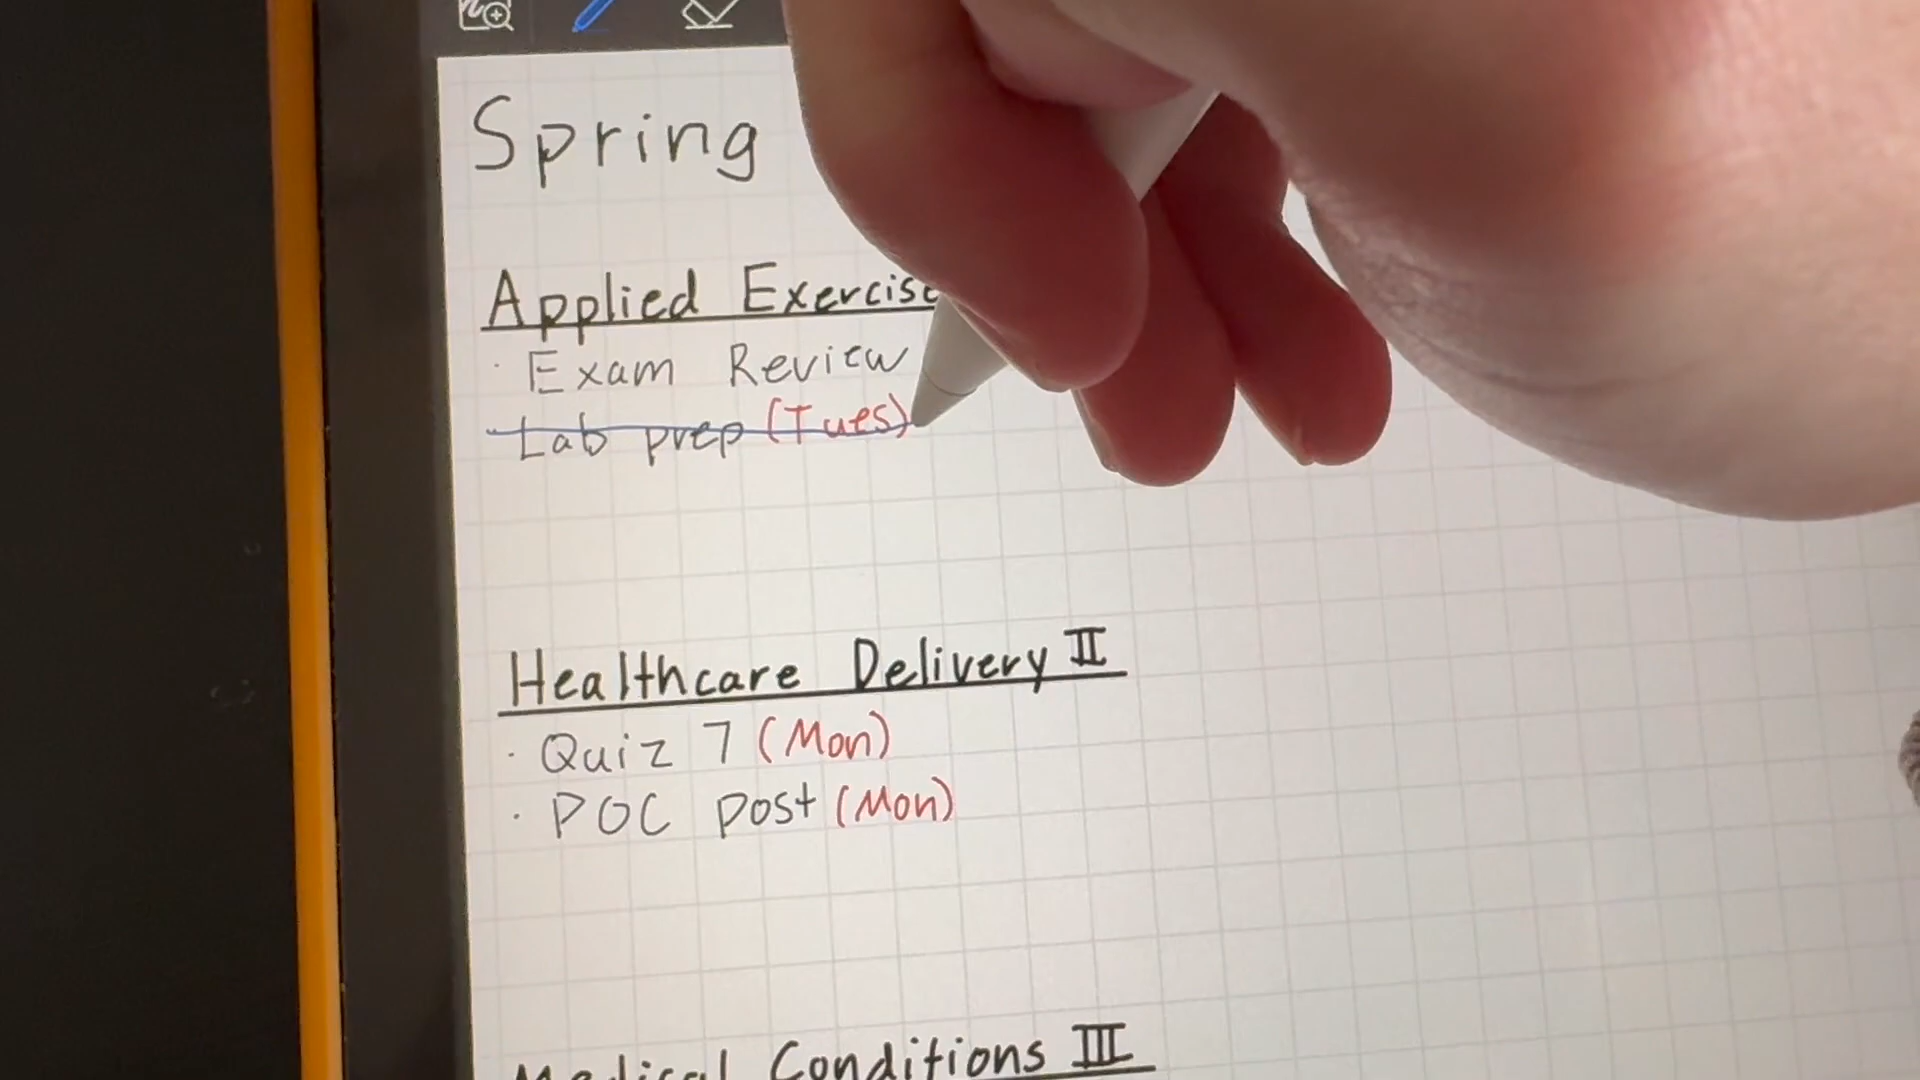 Spring
Applied Exercise
· Exam Review
Lab prep (Tues)
Healthcare Delivery II
· Quiz 7 (Mon)
· POC post (Mon)
Medical Conditions III